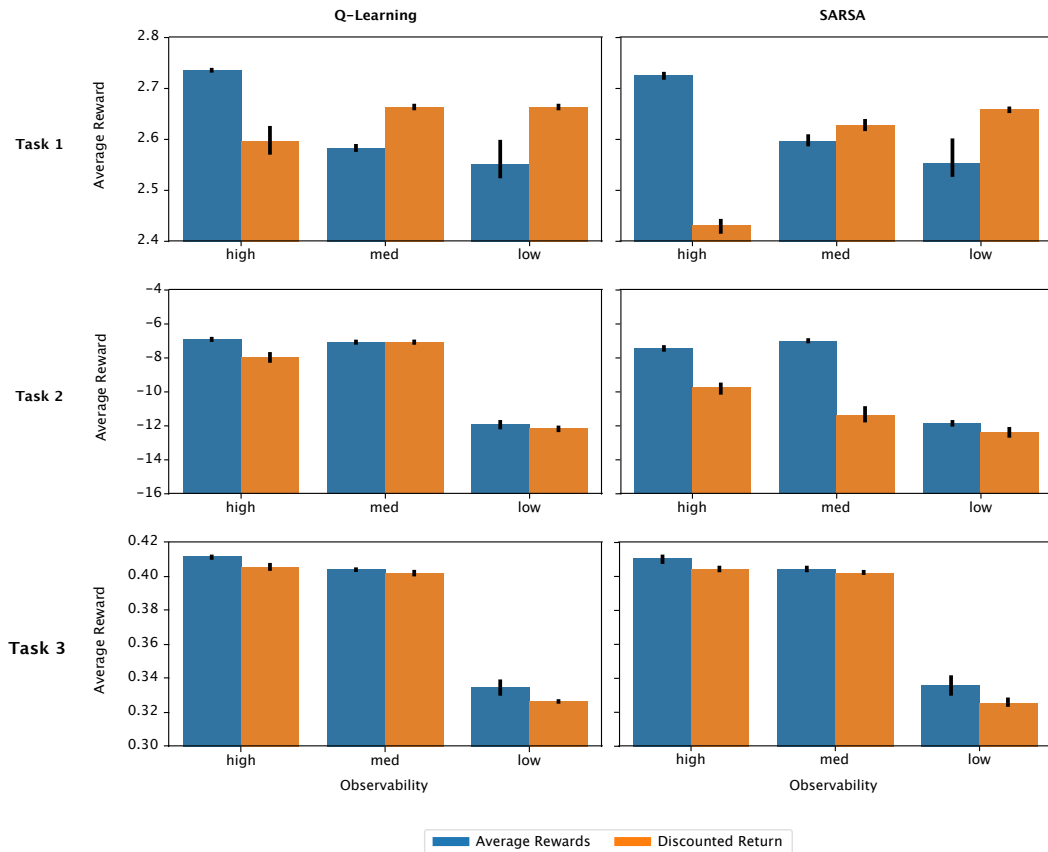 Q-Learning
SARSA
Task 1
Average Reward
2.8
2.7
2.6
2.5
2.4
high
med
low
high
med
low
Task 2
Average Reward
-4
-6
-8
-10
-12
-14
-16
high
med
low
high
med
low
Task 3
Average Reward
0.42
0.40
0.38
0.36
0.34
0.32
0.30
high
med
low
Observability
high
med
low
Observability
Average Rewards
Discounted Return